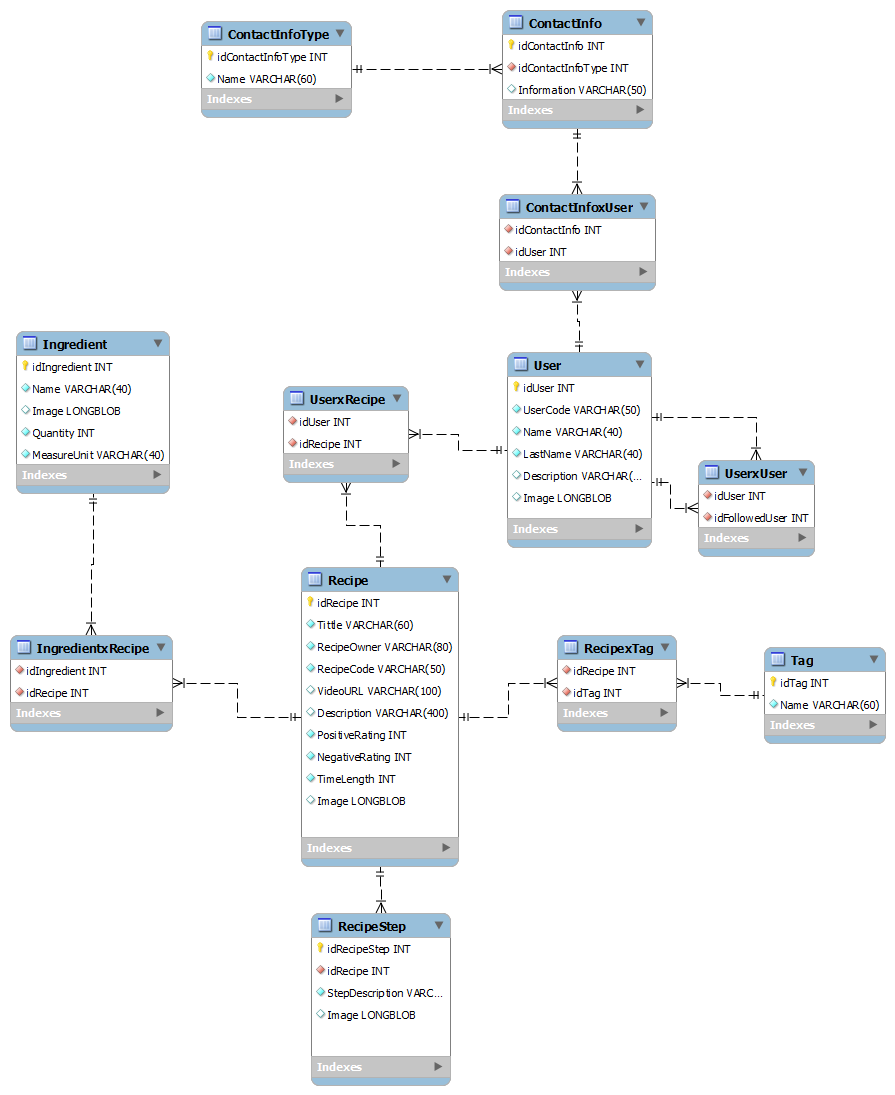 ContactInfoType
idContactInfoType INT
Name VARCHAR(60)
Indexes
ContactInfo
idContactInfo INT
idContactInfoType INT
Information VARCHAR(50)
Indexes
ContactInfoxUser
idContactInfo INT
idUser INT
Indexes
Ingredient
idIngredient INT
Name VARCHAR(40)
Image LONGBLOB
Quantity INT
MeasureUnit VARCHAR(40)
Indexes
UserxRecipe
idUser INT
idRecipe INT
Indexes
User
idUser INT
UserCode VARCHAR(50)
Name VARCHAR(40)
LastName VARCHAR(40)
Description VARCHAR(...
Image LONGBLOB
Indexes
UserxUser
idUser INT
idFollowedUser INT
Indexes
IngredientxRecipe
idIngredient INT
idRecipe INT
Indexes
Recipe
idRecipe INT
Tittle VARCHAR(60)
RecipeOwner VARCHAR(80)
RecipeCode VARCHAR(50)
VideoURL VARCHAR(100)
Description VARCHAR(400)
PositiveRating INT
NegativeRating INT
TimeLength INT
Image LONGBLOB
Indexes
RecipexTag
idRecipe INT
idTag INT
Indexes
Tag
idTag INT
Name VARCHAR(60)
Indexes
RecipeStep
idRecipeStep INT
idRecipe INT
StepDescription VARC...
Image LONGBLOB
Indexes